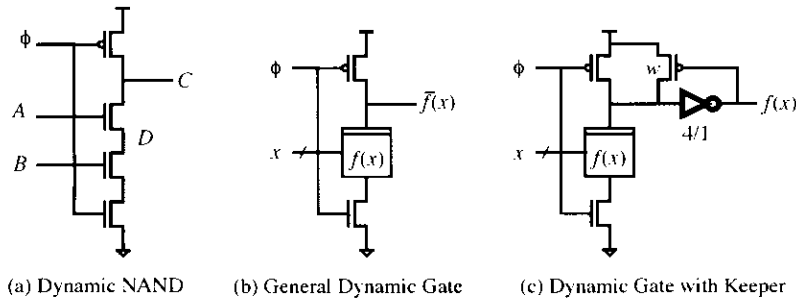 ϕ
C
A
D
B
(a) Dynamic NAND
ϕ
f̅(x)
x
f(x)
(b) General Dynamic Gate
ϕ
w
f(x)
4/1
x
f(x)
(c) Dynamic Gate with Keeper